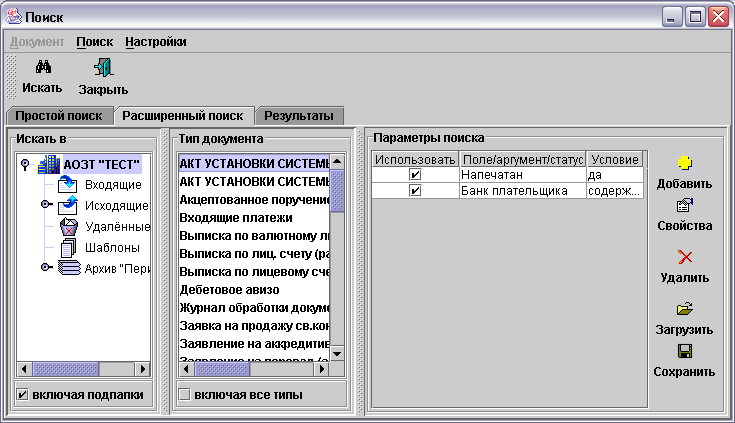 Поиск
Документ Поиск Настройки
Искать Закрыть
Простой поиск Расширенный поиск Результаты
Искать в
АОЗТ "ТЕСТ"
Входящие
Исходящие
Удалённые
Шаблоны
Архив "Пери
включая подпапки
Тип документа
АКТ УСТАНОВКИ СИСТЕМЫ
АКТ УСТАНОВКИ СИСТЕМЫ
Акцептованное поручение
Входящие платежи
Выписка по валютному ли
Выписка по лиц. счету (ра
Выписка по лицевому сче
Дебетовое авизо
Журнал обработки докуме
Заявка на продажу св.кон
Заявление на аккредитив
включая все типы
Параметры поиска
Использовать Поле/аргумент/статус Условие
Напечатан да
Банк плательщика содерж...
Добавить
Свойства
Удалить
Загрузить
Сохранить